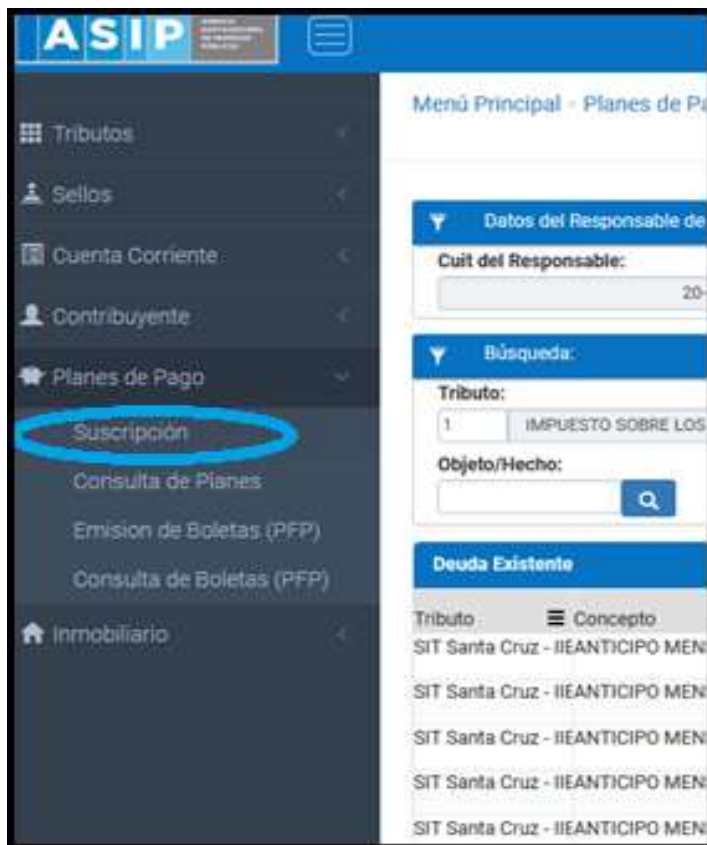 ASIP
Menú Principal - Planes de Pa
Tributos
Sellos
Cuenta Corriente
Contribuyente
Planes de Pago
Suscripción
Consulta de Planes
Emision de Boletas (PFP)
Consulta de Boletas (PFP)
Inmobiliario
Datos del Responsable de
Cuit del Responsable:
20-
Búsqueda:
Tributo:
1 IMPUESTO SOBRE LOS
Objeto/Hecho:
Deuda Existente
Tributo Concepto
SIT Santa Cruz - IIEANTICIPO MEN
SIT Santa Cruz - IIEANTICIPO MEN
SIT Santa Cruz - IIEANTICIPO MEN
SIT Santa Cruz - IIEANTICIPO MEN
SIT Santa Cruz - IIEANTICIPO MEN